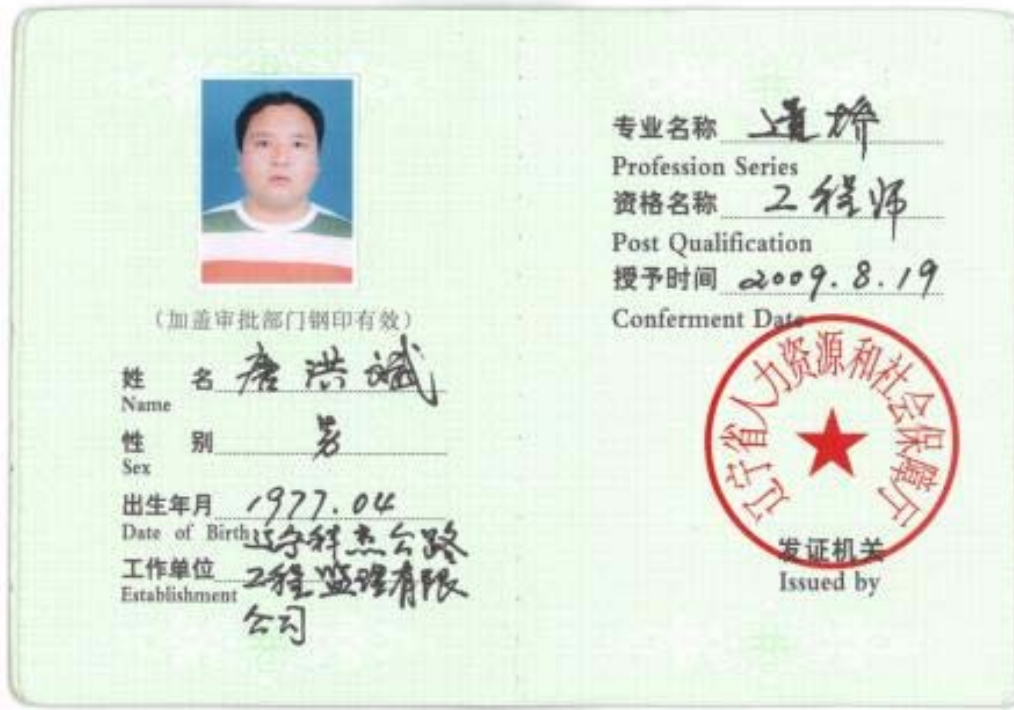 （加盖审批部门钢印有效）
姓 名 唐洪斌
Name
性 别 男
Sex
出生年月 1977.04
Date of Birth
工作单位 辽宁科杰公路
工程监理有限
公司
Establishment
专业名称 道桥
Profession Series
资格名称 工程师
Post Qualification
授予时间 2009.8.19
Conferment Date
辽宁省人力资源和社会保障厅
发证机关
Issued by